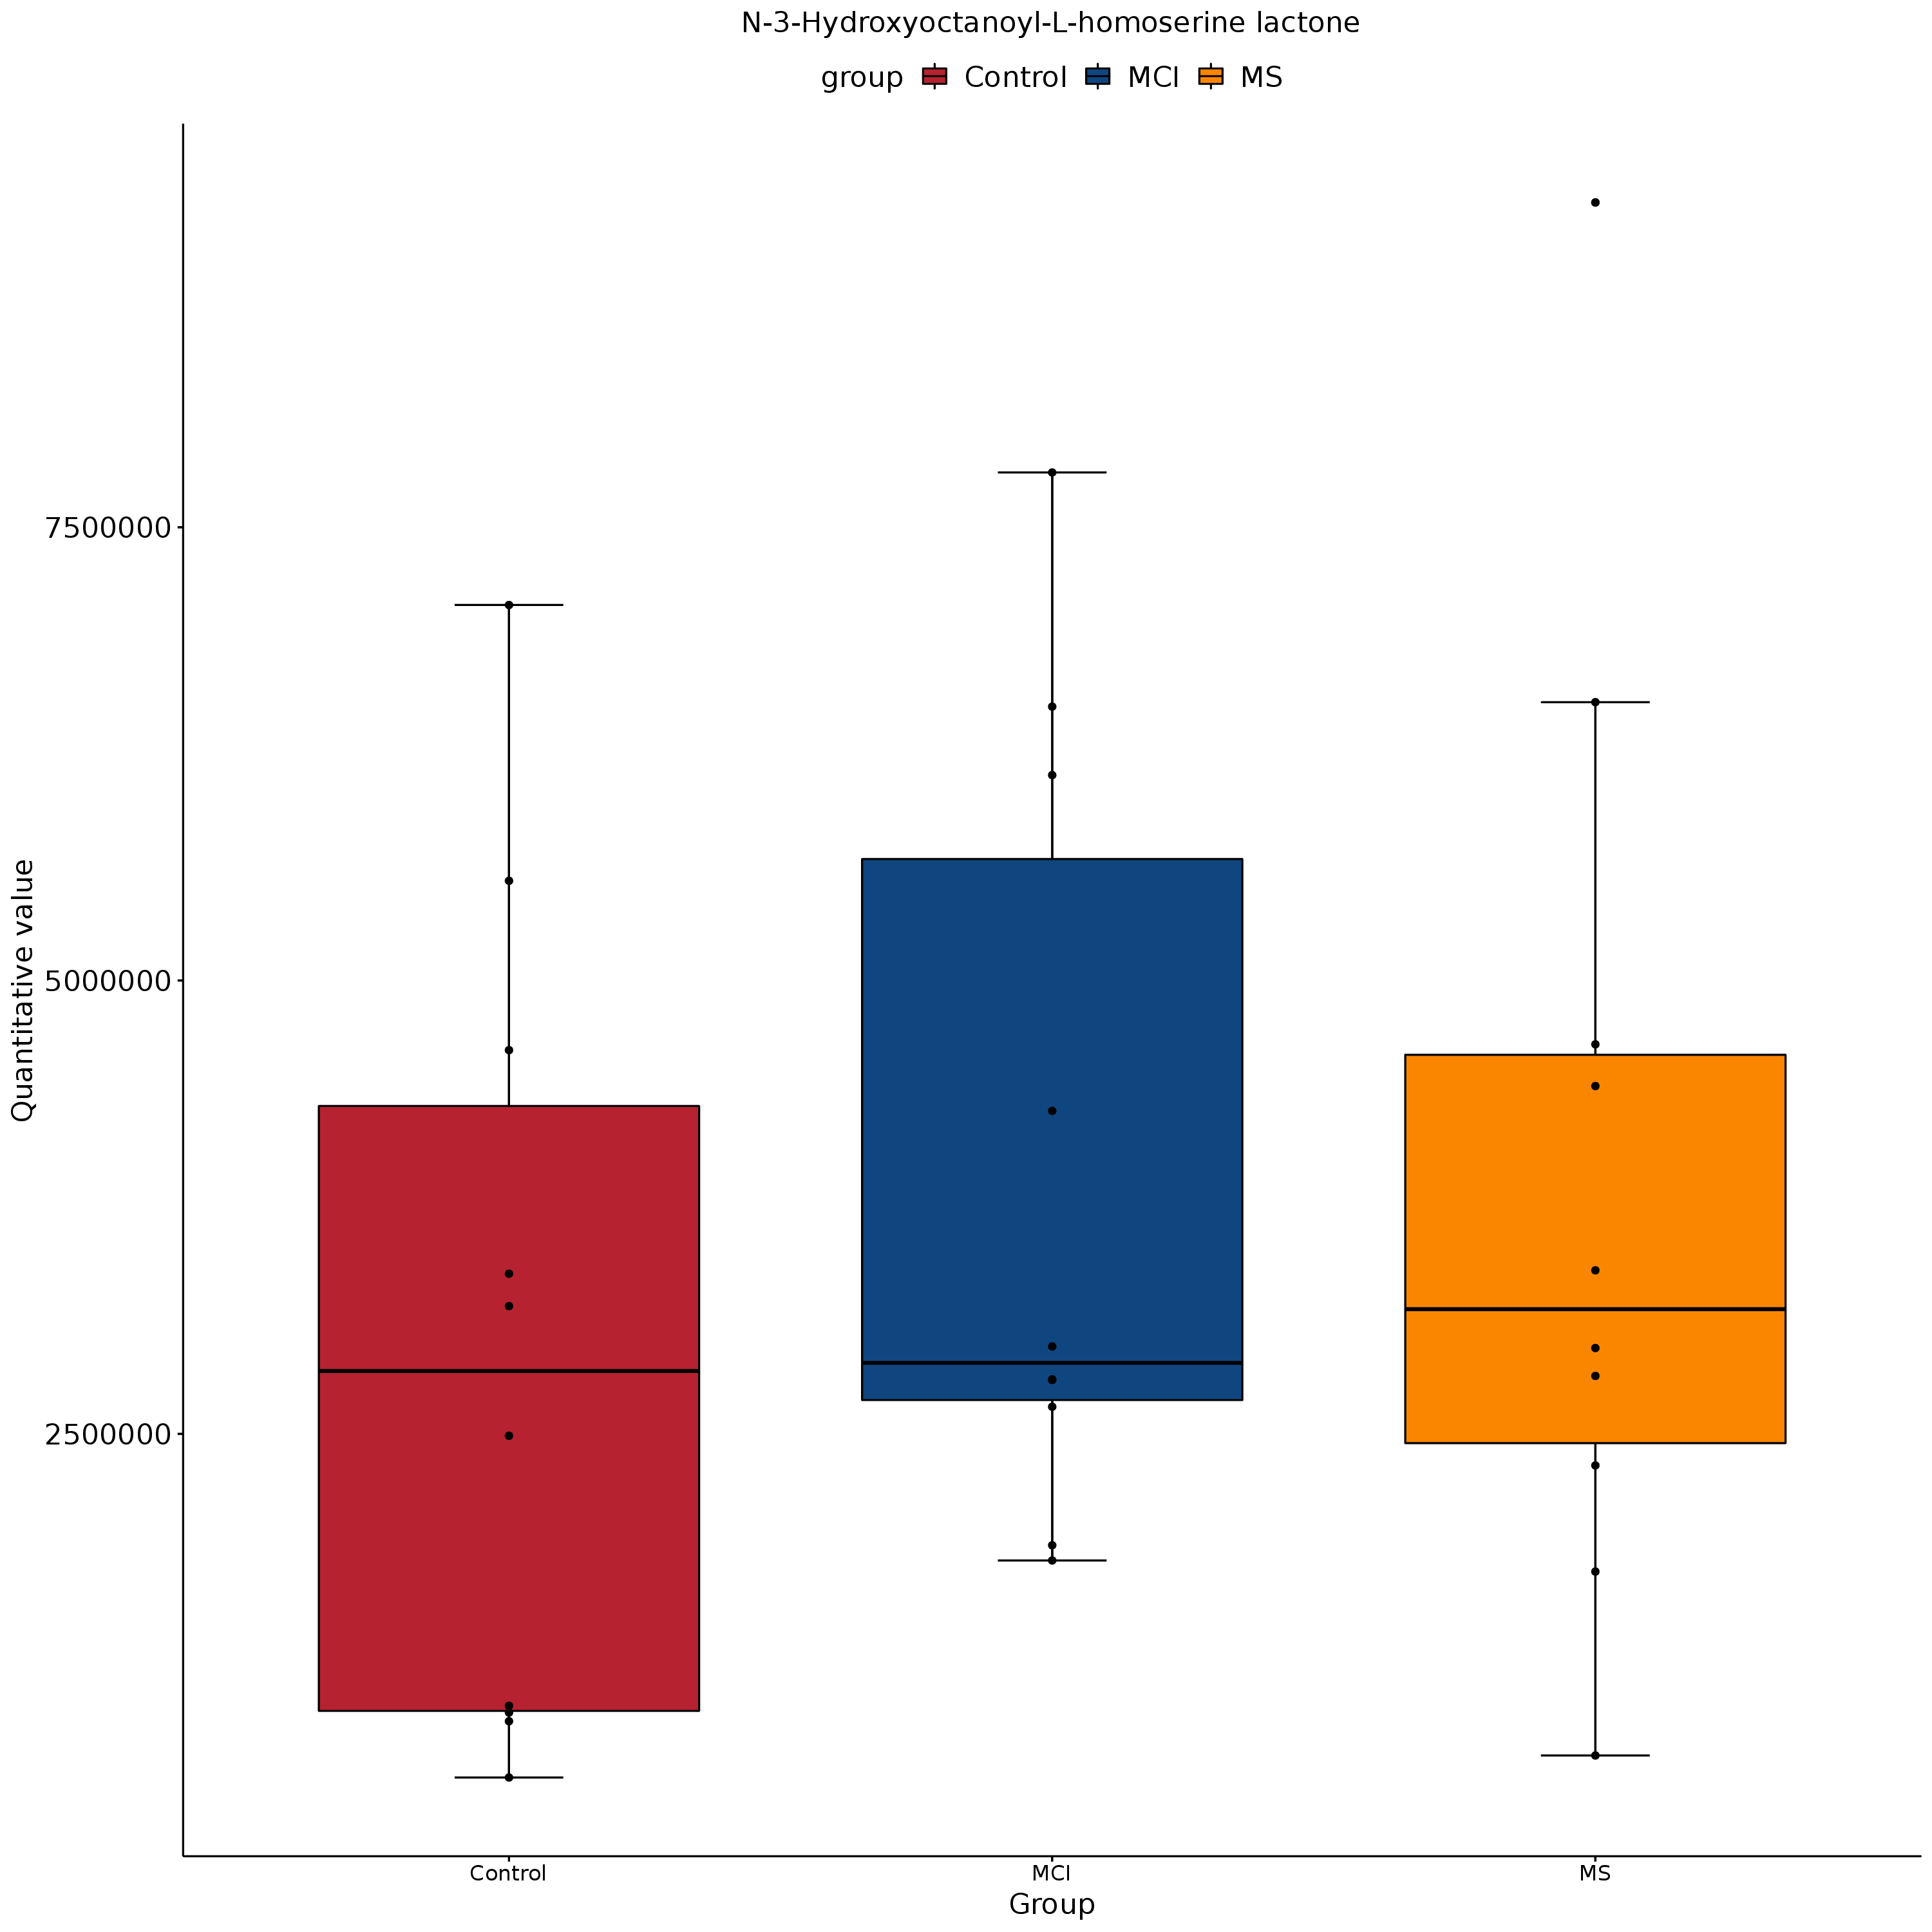 N-3-Hydroxyoctanoyl-L-homoserine lactone
group Control MCI MS
Quantitative value
7500000
5000000
2500000
Control MCI MS
Group